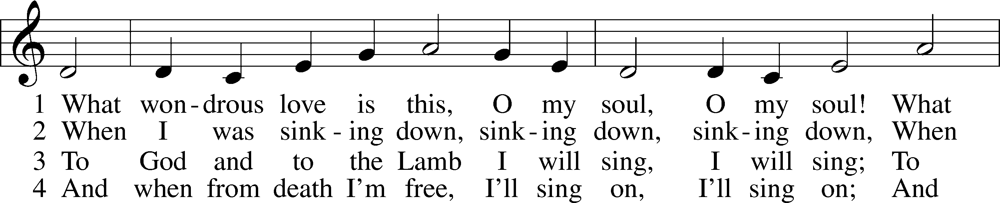 1 What won - drous love is this, O my soul, O my soul! What
2 When I was sink - ing down, sink - ing down, sink - ing down, When
3 To God and to the Lamb I will sing, I will sing; To
4 And when from death I'm free, I'll sing on, I'll sing on; And